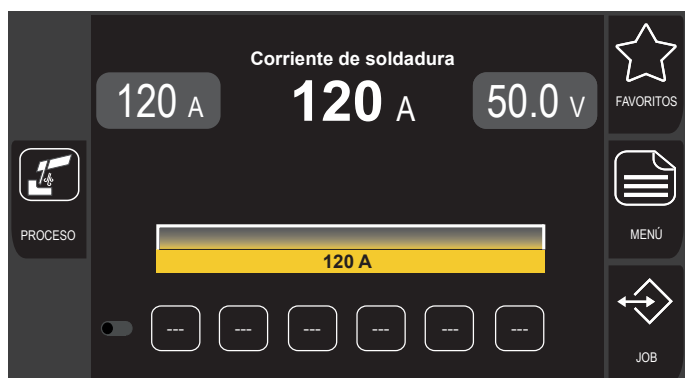 Corriente de soldadura
120 A
120 A
50.0 V
FAVORITOS
PROCESO
MENÚ
120 A
---
---
---
---
---
---
JOB